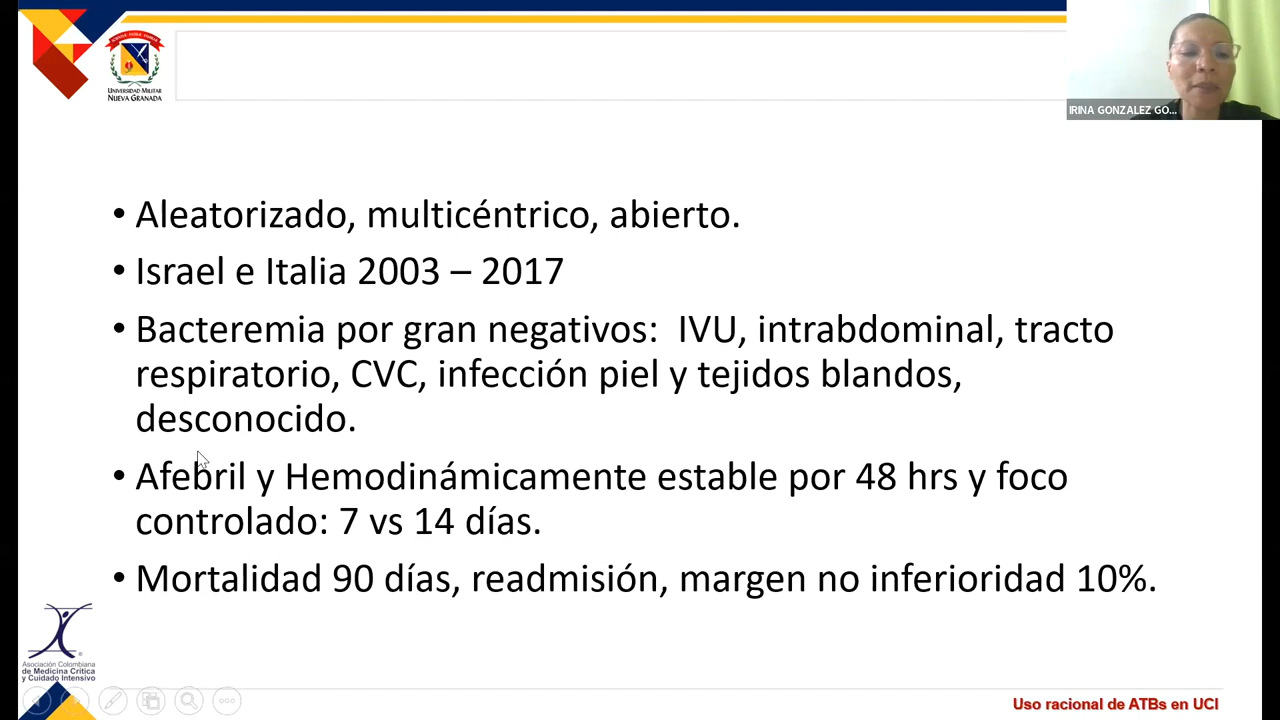 UNIVERSIDAD MILITAR
NUEVA GRANADA
IRINA GONZALEZ GO...
• Aleatorizado, multicéntrico, abierto.
• Israel e Italia 2003 – 2017
• Bacteremia por gran negativos: IVU, intrabdominal, tracto
respiratorio, CVC, infección piel y tejidos blandos,
desconocido.
• Afebril y Hemodinámicamente estable por 48 hrs y foco
controlado: 7 vs 14 días.
• Mortalidad 90 días, readmisión, margen no inferioridad 10%.
Asociación Colombiana
de Medicina Crítica
y Cuidado Intensivo
Uso racional de ATBs en UCI